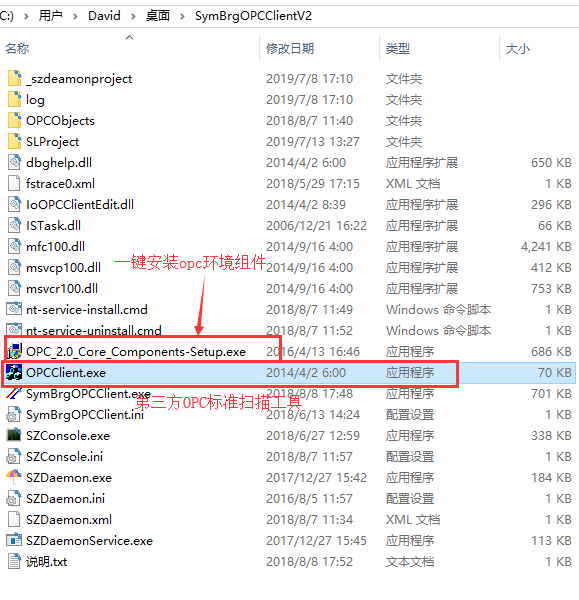 C:) > 用户 > David > 桌面 > SymBrgOPCClientV2
名称 修改日期 类型 大小
_szdeamonproject 2019/7/8 17:10 文件夹
log 2019/7/8 17:10 文件夹
OPCObjects 2018/8/7 11:40 文件夹
SLProject 2019/7/13 13:27 文件夹
dbghelp.dll 2014/4/2 6:00 应用程序扩展 650 KB
fstrace0.xml 2018/5/29 17:15 XML 文档 1 KB
IoOPCClientEdit.dll 2014/4/2 8:39 应用程序扩展 296 KB
ISTask.dll 2006/12/21 16:22 应用程序扩展 66 KB
mfc100.dll 2014/9/16 4:00 应用程序扩展 4,241 KB
msvcp100.dll 2014/9/16 4:00 应用程序扩展 412 KB
一键安装opc环境组件
msvcr100.dll 2014/9/16 4:00 应用程序扩展 753 KB
nt-service-install.cmd 2018/8/7 11:49 Windows 命令脚本 1 KB
nt-service-uninstall.cmd 2018/8/7 11:52 Windows 命令脚本 1 KB
OPC_2.0_Core_Components-Setup.exe 2016/4/13 16:46 应用程序 686 KB
OPCClient.exe 2014/4/2 6:00 应用程序 70 KB
SymBrgOPCClient.exe 2018/8/8 17:48 应用程序 701 KB
第三方OPC标准扫描工具
SymBrgOPCClient.ini 2018/6/13 14:24 配置设置 1 KB
SZConsole.exe 2018/6/27 12:59 应用程序 338 KB
SZConsole.ini 2018/8/7 11:57 配置设置 1 KB
SZDaemon.exe 2017/12/27 15:42 应用程序 184 KB
SZDaemon.ini 2016/8/5 11:57 配置设置 1 KB
SZDaemon.xml 2018/8/7 11:34 XML 文档 1 KB
SZDaemonService.exe 2017/12/27 15:45 应用程序 113 KB
说明.txt 2018/8/8 17:52 文本文档 1 KB